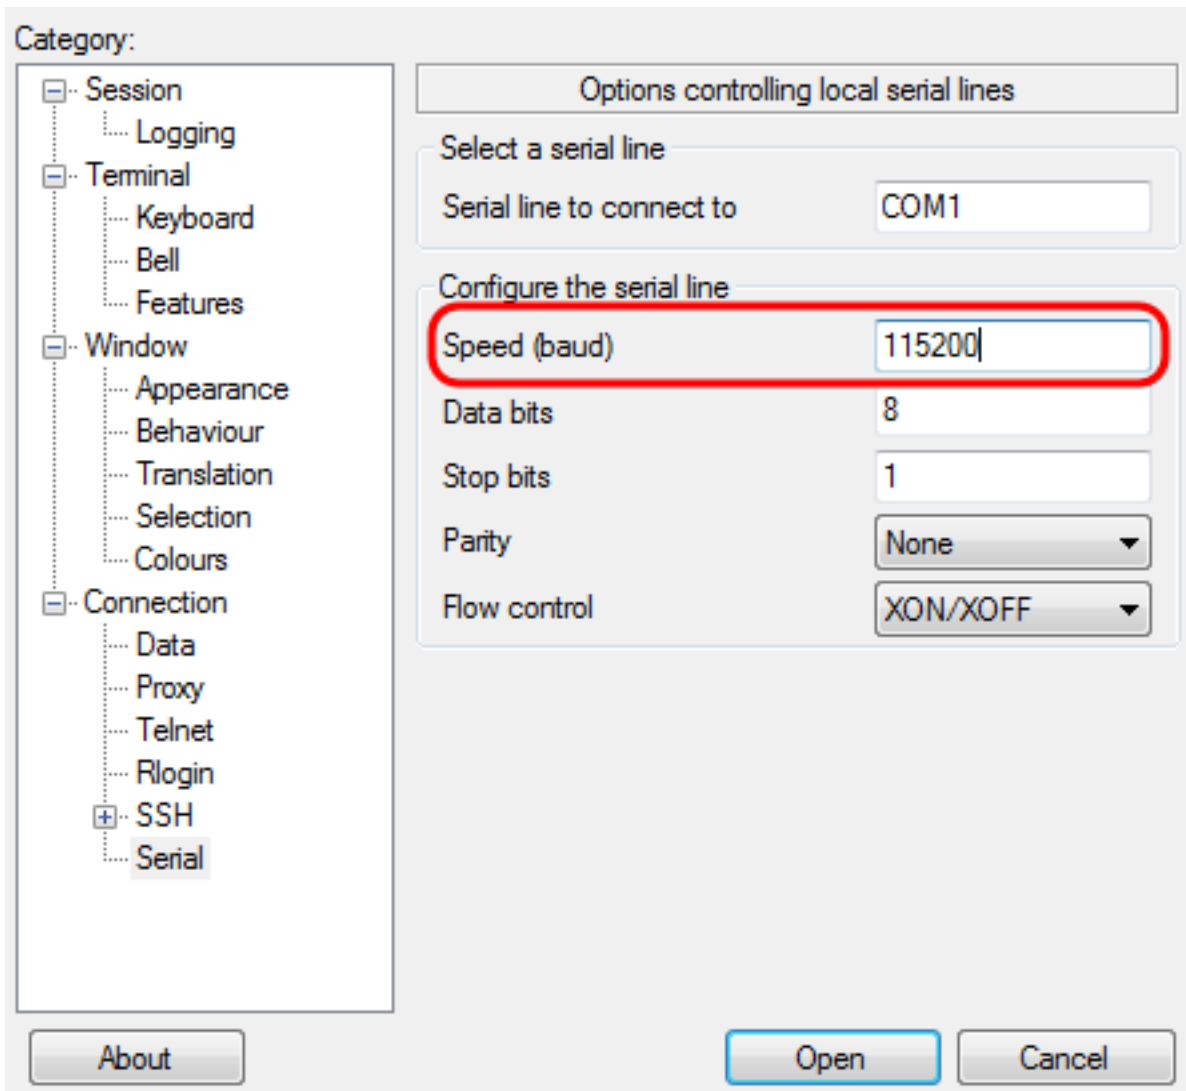 Category:
Session
Logging
Terminal
Keyboard
Bell
Features
Window
Appearance
Behaviour
Translation
Selection
Colours
Connection
Data
Proxy
Telnet
Rlogin
SSH
Serial
Options controlling local serial lines
Select a serial line
Serial line to connect to COM1
Configure the serial line
Speed (baud) 115200
Data bits 8
Stop bits 1
Parity None
Flow control XON/XOFF
About Open Cancel